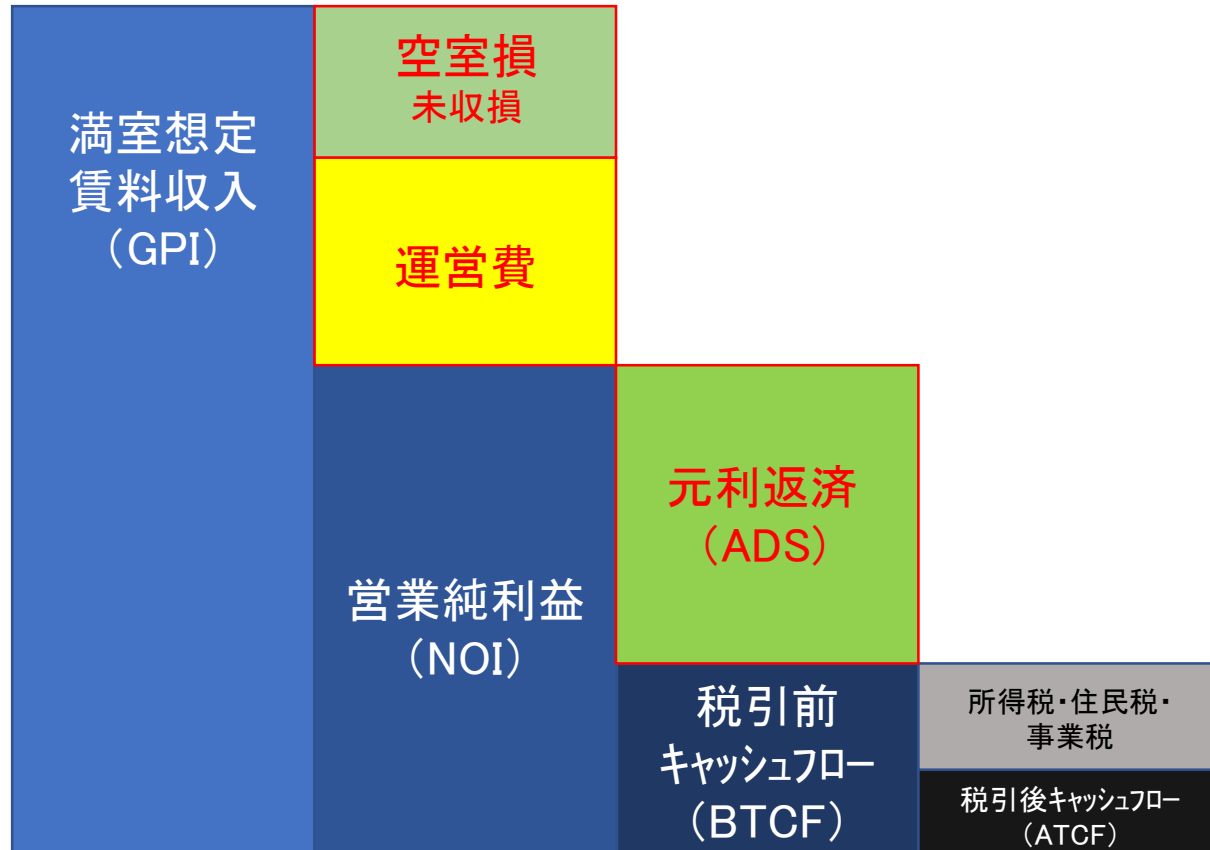 満室想定
賃料収入
（GPI）
空室損
未収損
運営費
営業純利益
（NOI）
元利返済
（ADS）
税引前
キャッシュフロー
（BTCF）
所得税・住民税・
事業税
税引後キャッシュフロー
（ATCF）